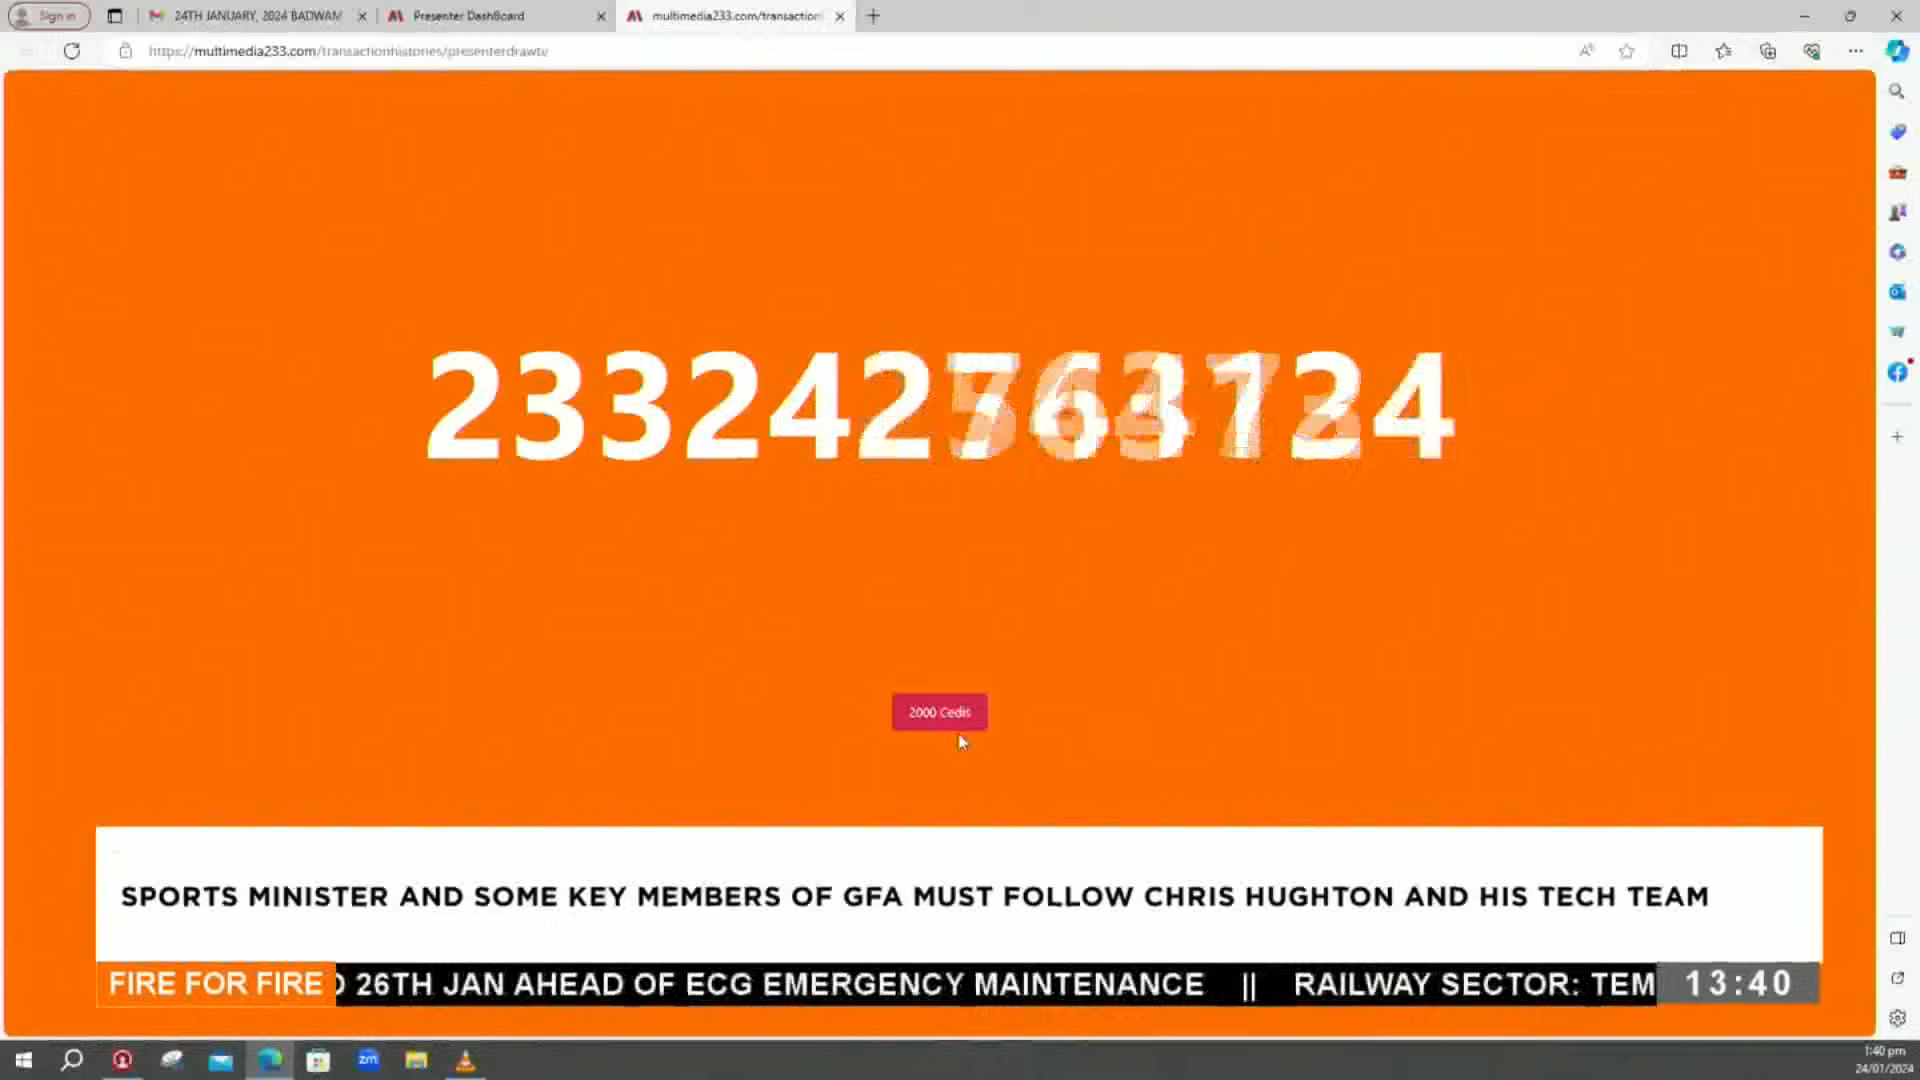 Sign in
24TH JANUARY, 2024 BADWAM
Presenter DashBoard
multimedia233.com/transaction
https://multimedia233.com/transactionhistories/presenterdrawte
2000 Cedis
SPORTS MINISTER AND SOME KEY MEMBERS OF GFA MUST FOLLOW CHRIS HUGHTON AND HIS TECH TEAM
FIRE FOR FIRE
26TH JAN AHEAD OF ECG EMERGENCY MAINTENANCE || RAILWAY SECTOR: TEM
13:40
zm
1:40 pm
24/01/2024